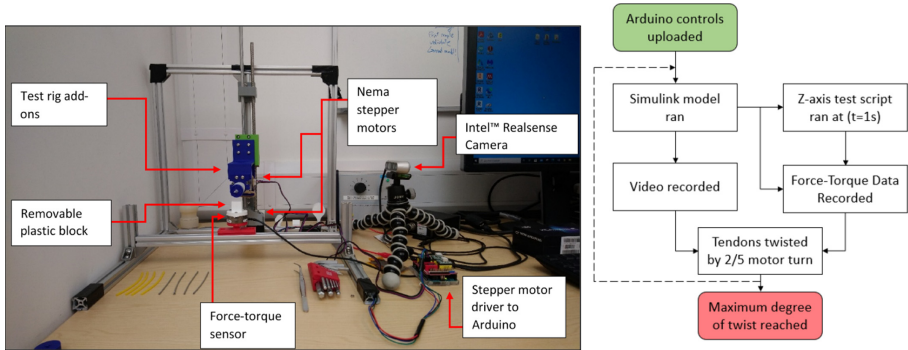 Test rig add-
ons
Nema
stepper
motors
Intel™ Realsense
Camera
Removable
plastic block
Force-torque
sensor
Stepper motor
driver to
Arduino
Arduino controls
uploaded
Simulink model
ran
Z-axis test script
ran at (t=1s)
Video recorded
Force-Torque Data
Recorded
Tendons twisted
by 2/5 motor turn
Maximum degree
of twist reached